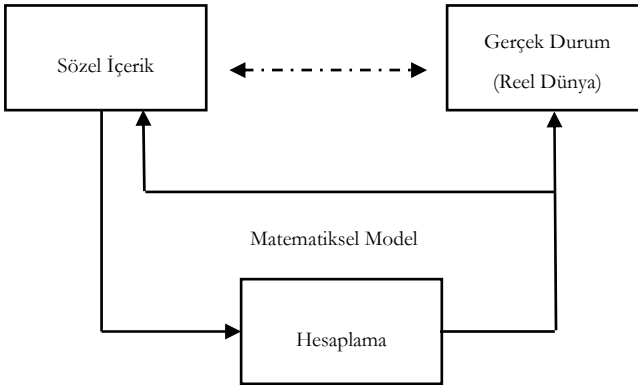 Sözel İçerik
Gerçek Durum
(Reel Dünya)
Matematiksel Model
Hesaplama